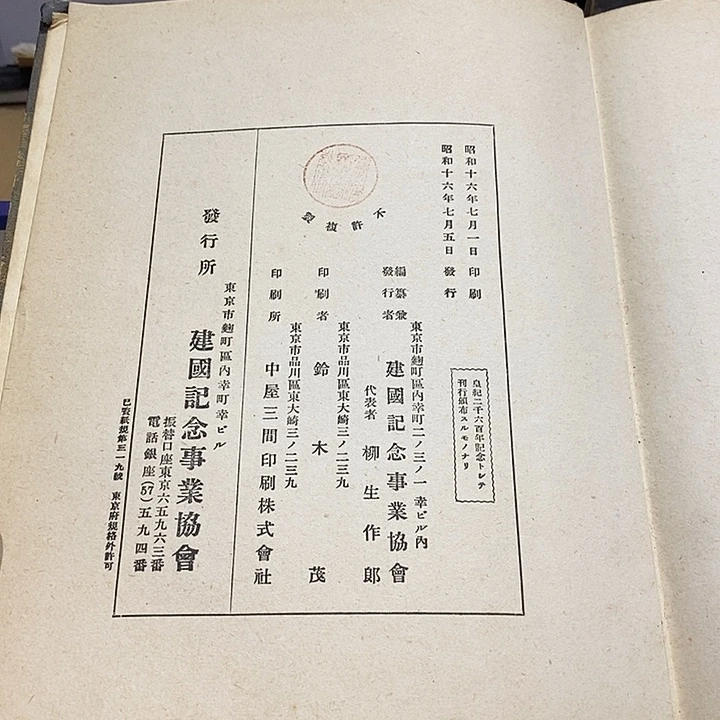 昭和十六年七月一日 印刷
昭和十六年七月五日 發行
皇紀二千六百年記念トシテ
刊行頒布スルモノナリ
不許複製
東京市麴町區內幸町二ノ三ノ一 幸ビル內
編纂兼
發行者
建國記念事業協會
代表者 柳生作郞
東京市品川區東大崎三ノ二三九
印刷者 鈴木茂
東京市品川區東大崎三ノ二三九
印刷所 中屋三間印刷株式會社
東京市麴町區內幸町幸ビル
發行所 建國記念事業協會
振替口座東京六五九六三番
電話銀座(57)五九四番
東京府規格外許可